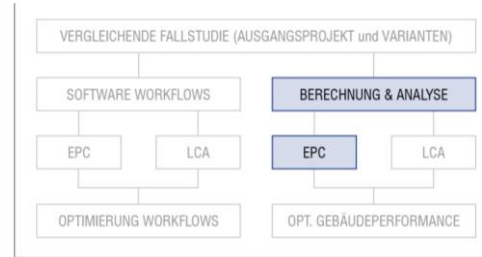 VERGLEICHENDE FALLSTUDIE (AUSGANGSPROJEKT und VARIANTEN)
SOFTWARE WORKFLOWS
BERECHNUNG & ANALYSE
EPC
LCA
EPC
LCA
OPTIMIERUNG WORKFLOWS
OPT. GEBÄUDEPERFORMANCE